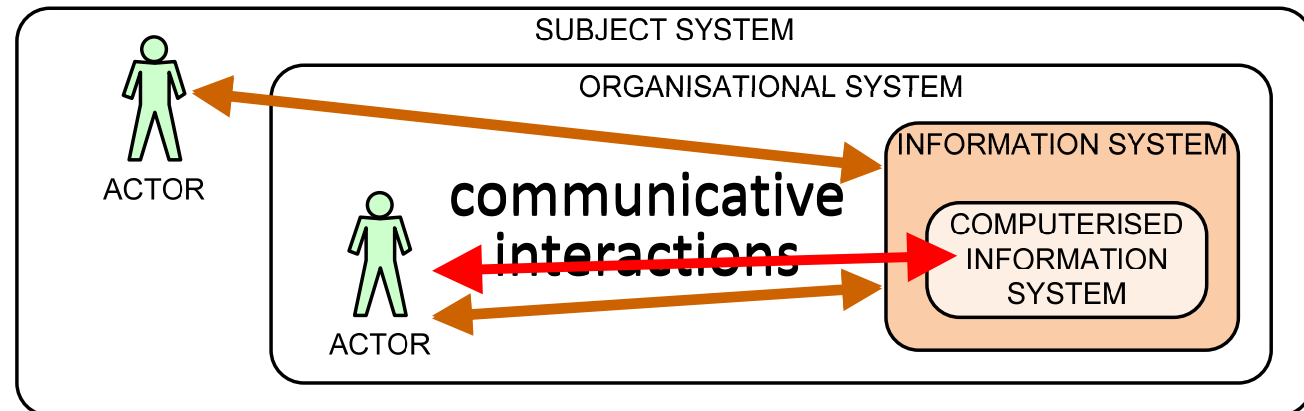 SUBJECT SYSTEM
ORGANISATIONAL SYSTEM
INFORMATION SYSTEM
ACTOR
communicative
interactions
COMPUTERISED
INFORMATION
SYSTEM
ACTOR